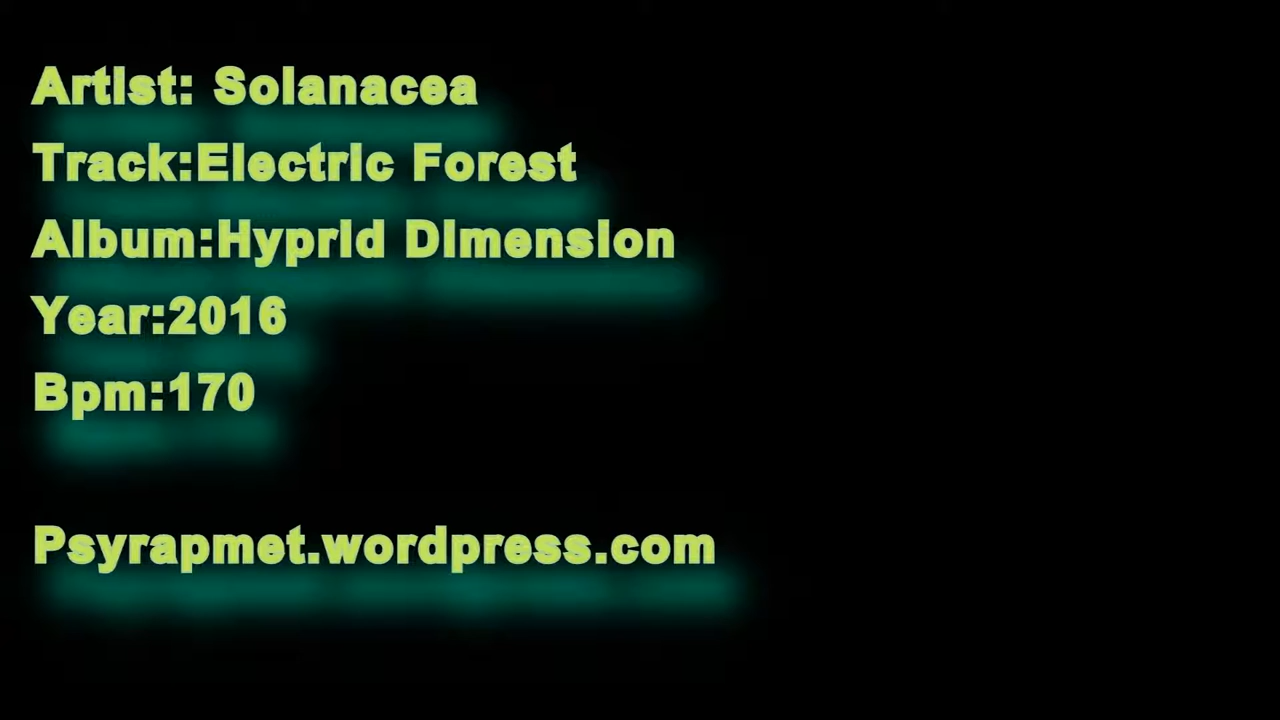 Artist: Solanacea
Track:Electric Forest
Album:Hyprid Dimension
Year:2016
Bpm:170
Psyrapmet.wordpress.com